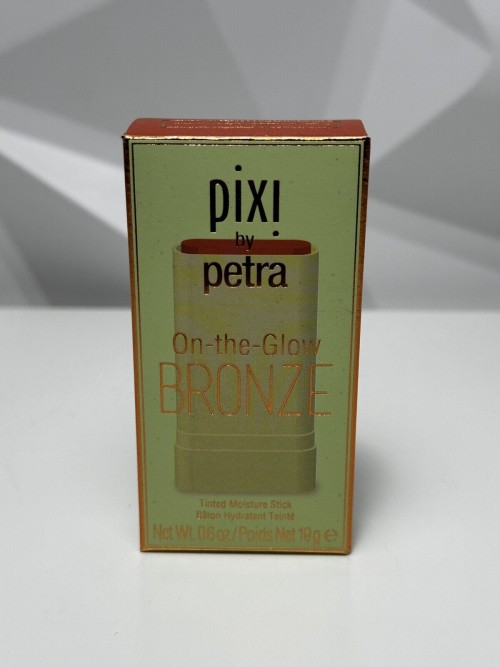 pixi
by
petra
On-the-Glow
BRONZE
Tinted Moisture Stick
Bâton Hydratant Teinté
Net Wt. 0.6 oz / Poids Net 19 g e